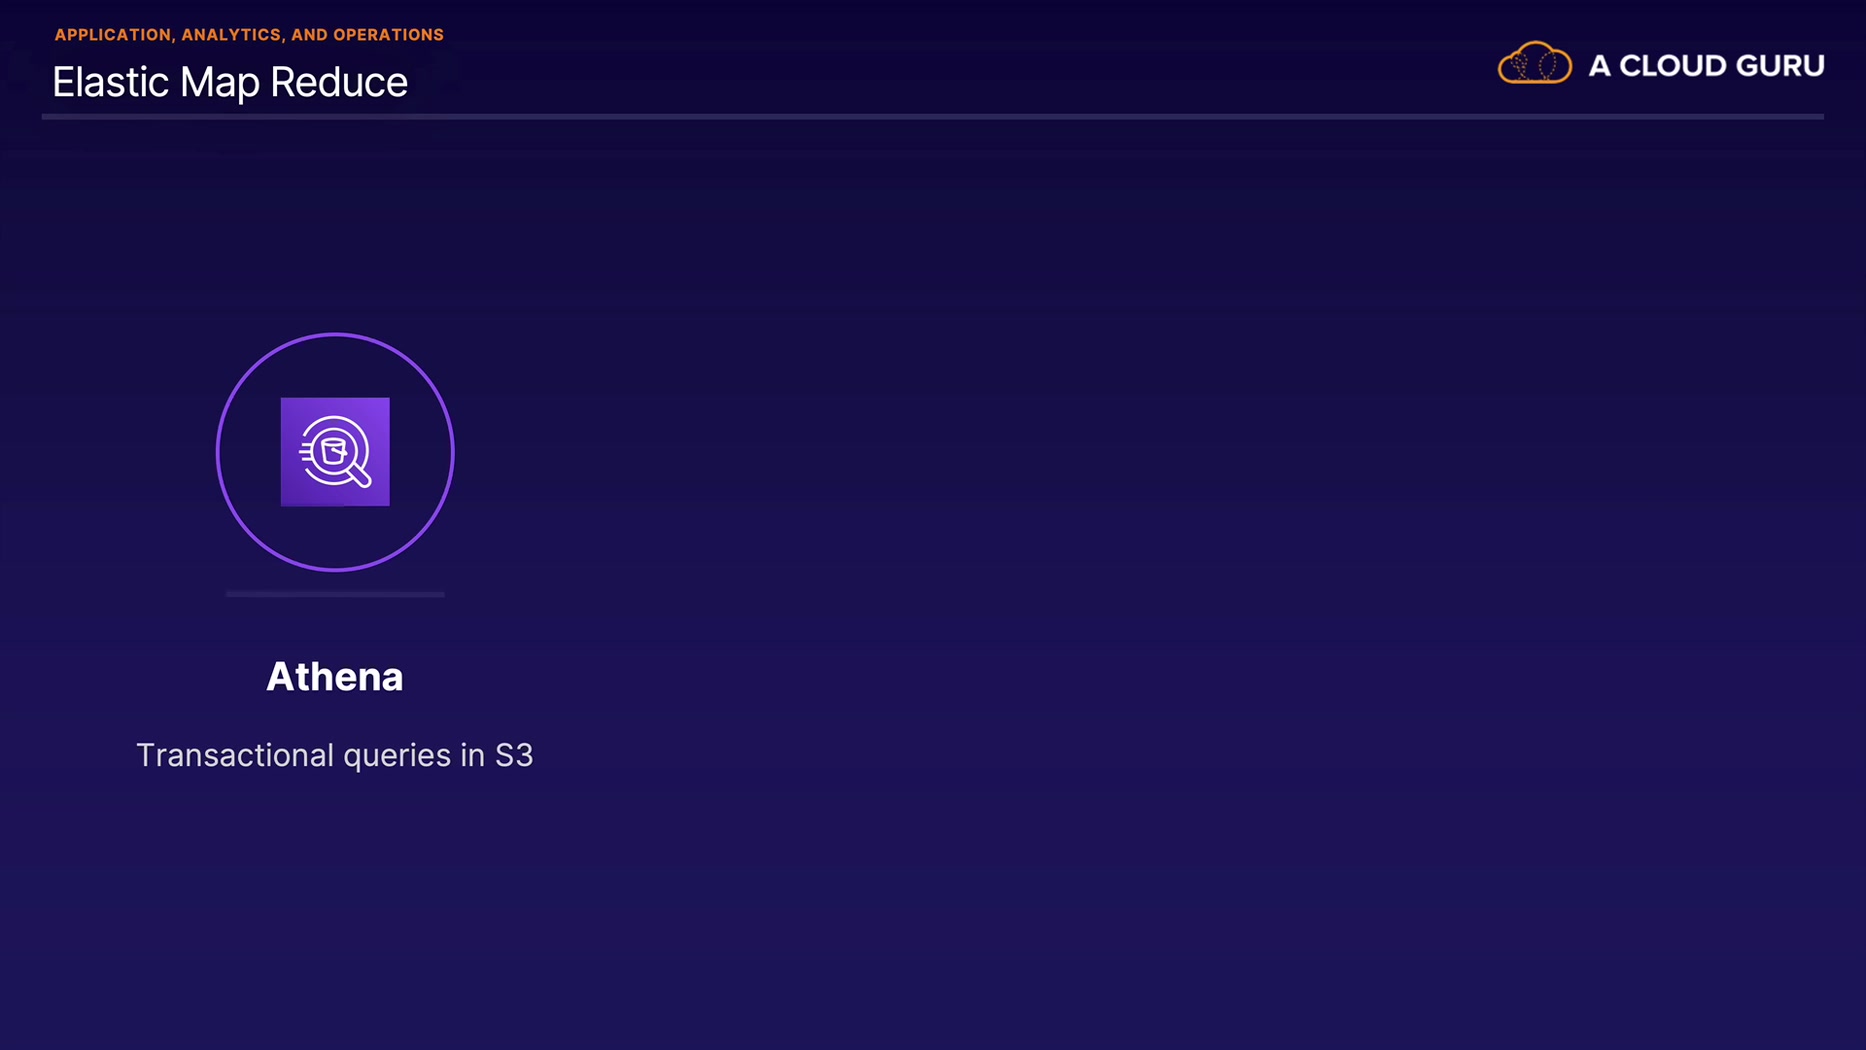 APPLICATION, ANALYTICS, AND OPERATIONS
Elastic Map Reduce
A CLOUD GURU
Athena
Transactional queries in S3